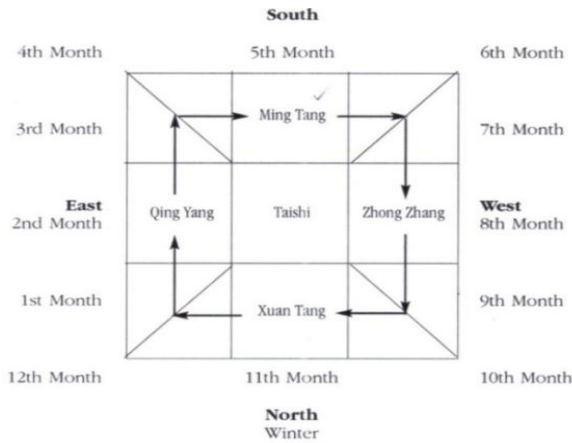 South
4th Month
5th Month
6th Month
Ming Tang
3rd Month
7th Month
East
Qing Yang
Taishi
Zhong Zhang
West
2nd Month
8th Month
1st Month
Xuan Tang
9th Month
12th Month
11th Month
10th Month
North
Winter